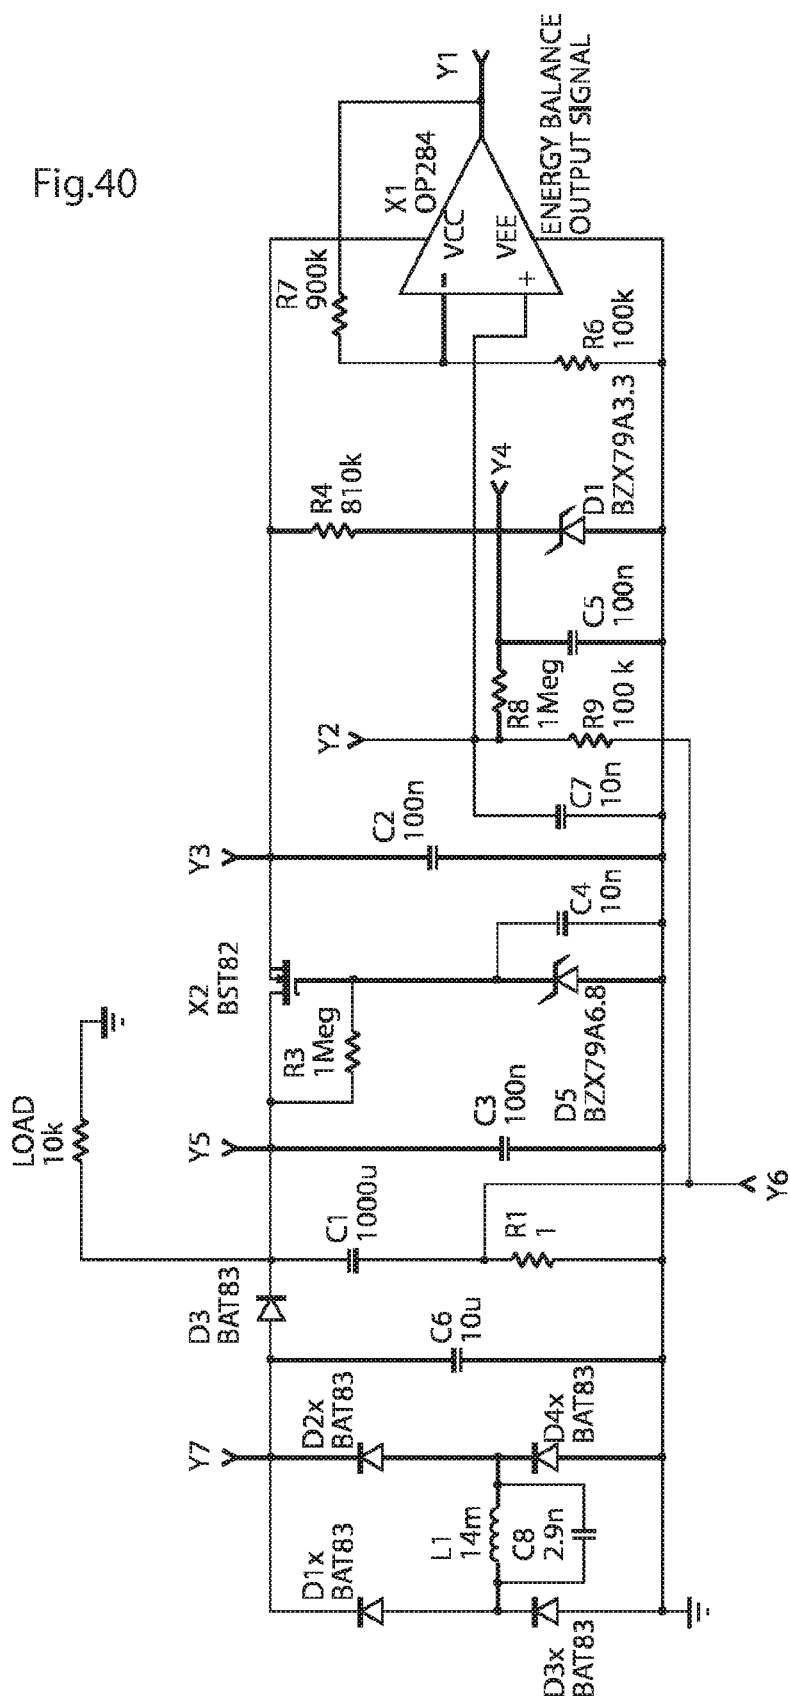 Fig.40
Y1
ENERGY BALANCE
OUTPUT SIGNAL
X1
OP284
VCC
VEE
-
+
R7
900k
R6
100k
R4
810k
Y4
D1
BZX79A3.3
C5
100n
R8
1Meg
R9
100 k
Y2
C7
10n
C2
100n
Y3
C4
10n
X2
BST82
R3
1Meg
D5
BZX79A6.8
C3
100n
Y5
LOAD
10k
Y6
C1
1000u
R1
1
D3
BAT83
C6
10u
D2x
BAT83
D4x
BAT83
Y7
L1
14m
C8
2.9n
D1x
BAT83
D3x
BAT83